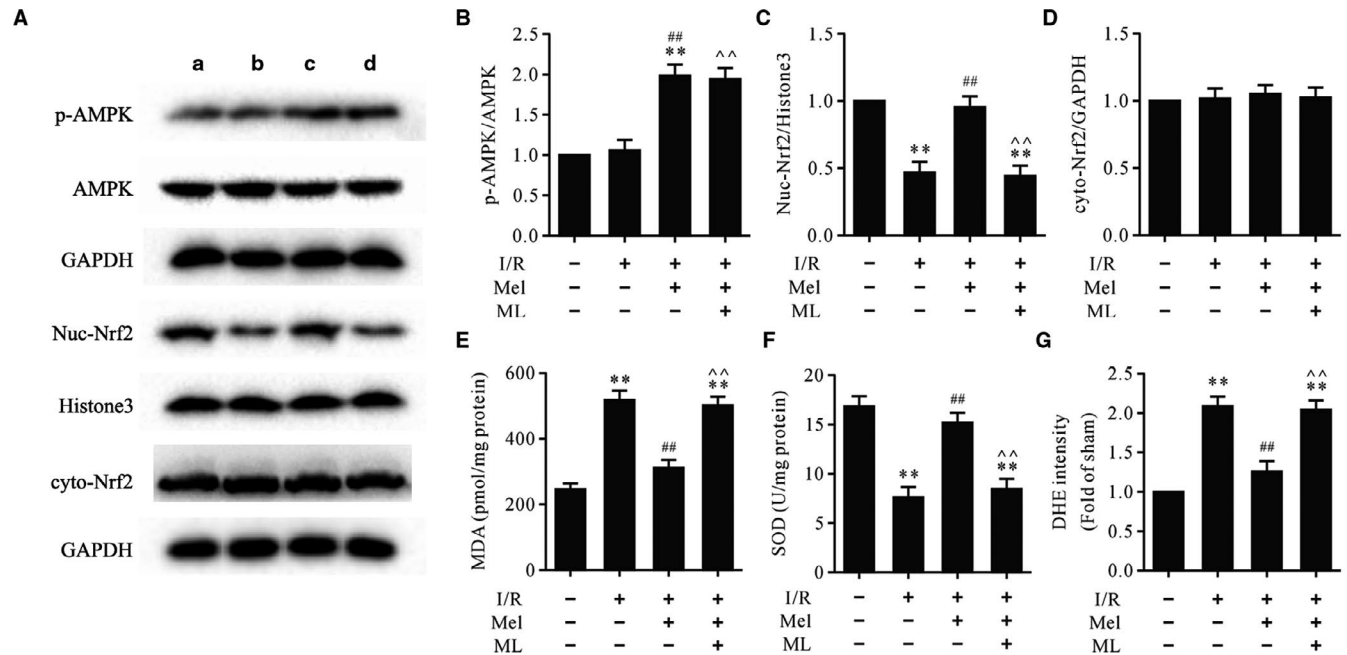 A
a b c d
p-AMPK
AMPK
GAPDH
Nuc-Nrf2
Histone3
cyto-Nrf2
GAPDH
B
p-AMPK/AMPK
2.5
2.0
1.5
1.0
0.5
0.0
##
**
^^
I/R − + + +
Mel − − + +
ML − − − +
C
Nuc-Nrf2/Histone3
1.5
1.0
0.5
0.0
**
##
^^
**
I/R − + + +
Mel − − + +
ML − − − +
D
cyto-Nrf2/GAPDH
1.5
1.0
0.5
0.0
I/R − + + +
Mel − − + +
ML − − − +
E
MDA (pmol/mg protein)
600
400
200
0
**
##
^^
**
I/R − + + +
Mel − − + +
ML − − − +
F
SOD (U/mg protein)
20
15
10
5
0
**
##
^^
**
I/R − + + +
Mel − − + +
ML − − − +
G
DHE intensity
(Fold of sham)
2.5
2.0
1.5
1.0
0.5
0.0
**
##
^^
**
I/R − + + +
Mel − − + +
ML − − − +